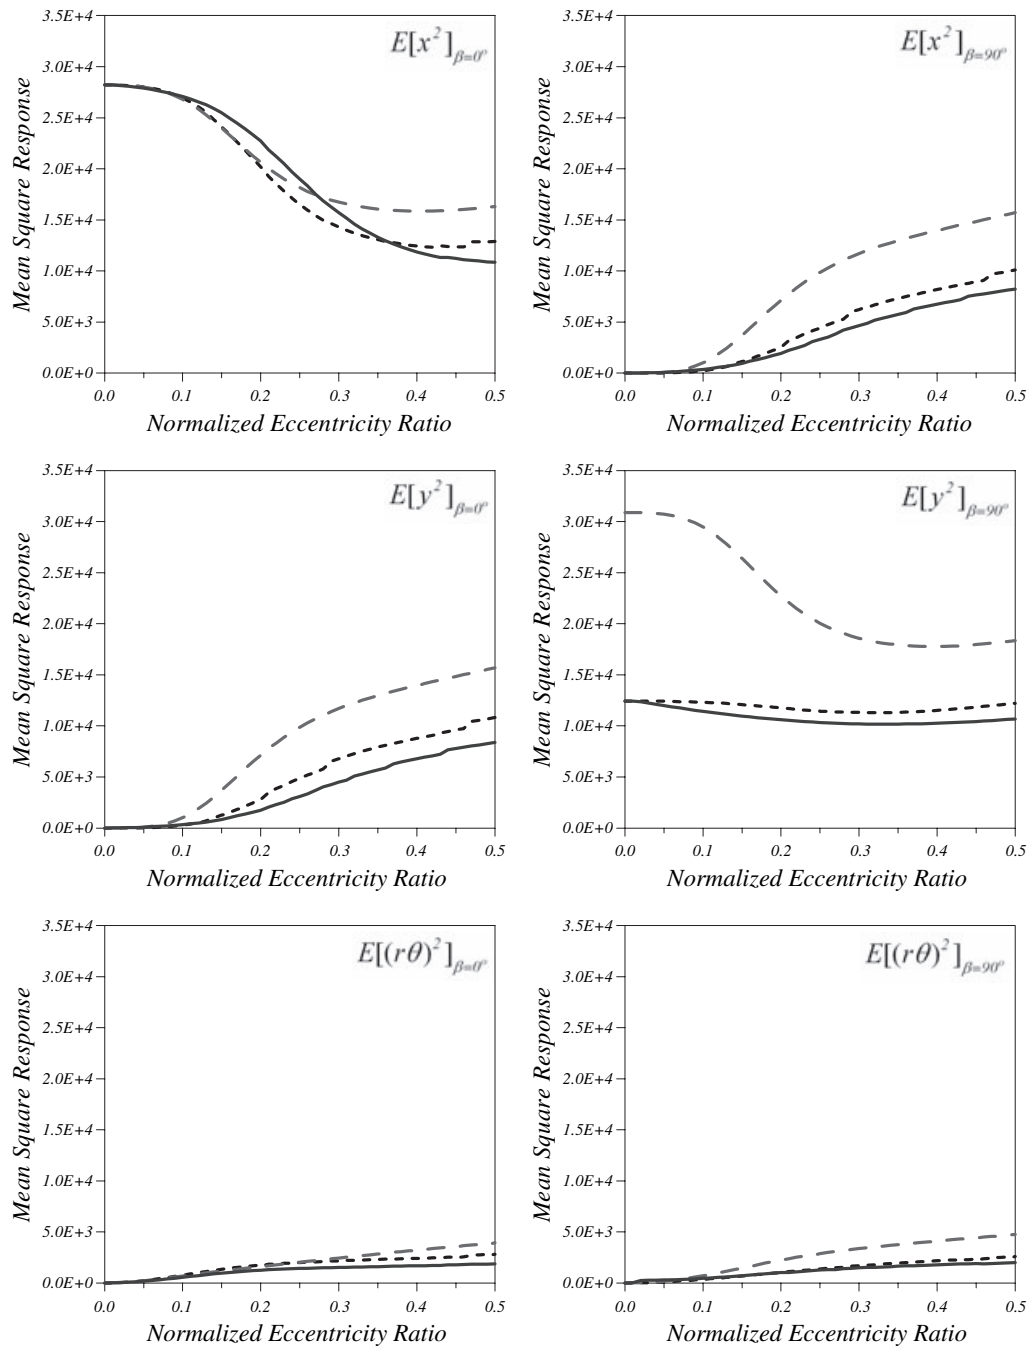 3.5E+4
3.0E+4
2.5E+4
2.0E+4
1.5E+4
1.0E+4
5.0E+3
0.0E+0
Mean Square Response
E[x²]β=0°
0.0 0.1 0.2 0.3 0.4 0.5
Normalized Eccentricity Ratio
3.5E+4
3.0E+4
2.5E+4
2.0E+4
1.5E+4
1.0E+4
5.0E+3
0.0E+0
Mean Square Response
E[x²]β=90°
0.0 0.1 0.2 0.3 0.4 0.5
Normalized Eccentricity Ratio
3.5E+4
3.0E+4
2.5E+4
2.0E+4
1.5E+4
1.0E+4
5.0E+3
0.0E+0
Mean Square Response
E[y²]β=0°
0.0 0.1 0.2 0.3 0.4 0.5
Normalized Eccentricity Ratio
3.5E+4
3.0E+4
2.5E+4
2.0E+4
1.5E+4
1.0E+4
5.0E+3
0.0E+0
Mean Square Response
E[y²]β=90°
0.0 0.1 0.2 0.3 0.4 0.5
Normalized Eccentricity Ratio
3.5E+4
3.0E+4
2.5E+4
2.0E+4
1.5E+4
1.0E+4
5.0E+3
0.0E+0
Mean Square Response
E[(rθ)²]β=0°
0.0 0.1 0.2 0.3 0.4 0.5
Normalized Eccentricity Ratio
3.5E+4
3.0E+4
2.5E+4
2.0E+4
1.5E+4
1.0E+4
5.0E+3
0.0E+0
Mean Square Response
E[(rθ)²]β=90°
0.0 0.1 0.2 0.3 0.4 0.5
Normalized Eccentricity Ratio